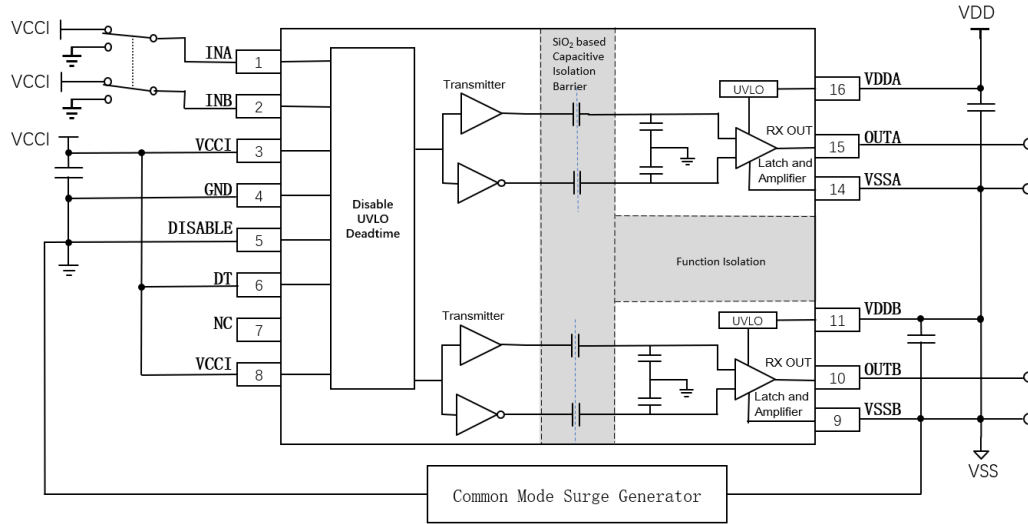 VCCI
VCCI
VCCI
INA
1
INB
2
VCCI
3
GND
4
DISABLE
5
DT
6
NC
7
VCCI
8
Disable
UVLO
Deadtime
Transmitter
Transmitter
SiO₂ based
Capacitive
Isolation
Barrier
UVLO
RX OUT
Latch and
Amplifier
Function Isolation
UVLO
RX OUT
Latch and
Amplifier
VDD
16
VDDA
15
OUTA
14
VSSA
11
VDDB
10
OUTB
9
VSSB
VSS
Common Mode Surge Generator